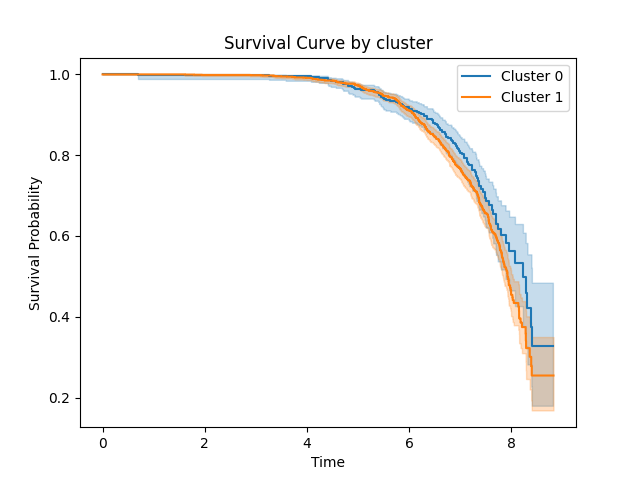 Survival Curve by cluster
Cluster 0
Cluster 1
Survival Probability
1.0
0.8
0.6
0.4
0.2
0 2 4 6 8
Time